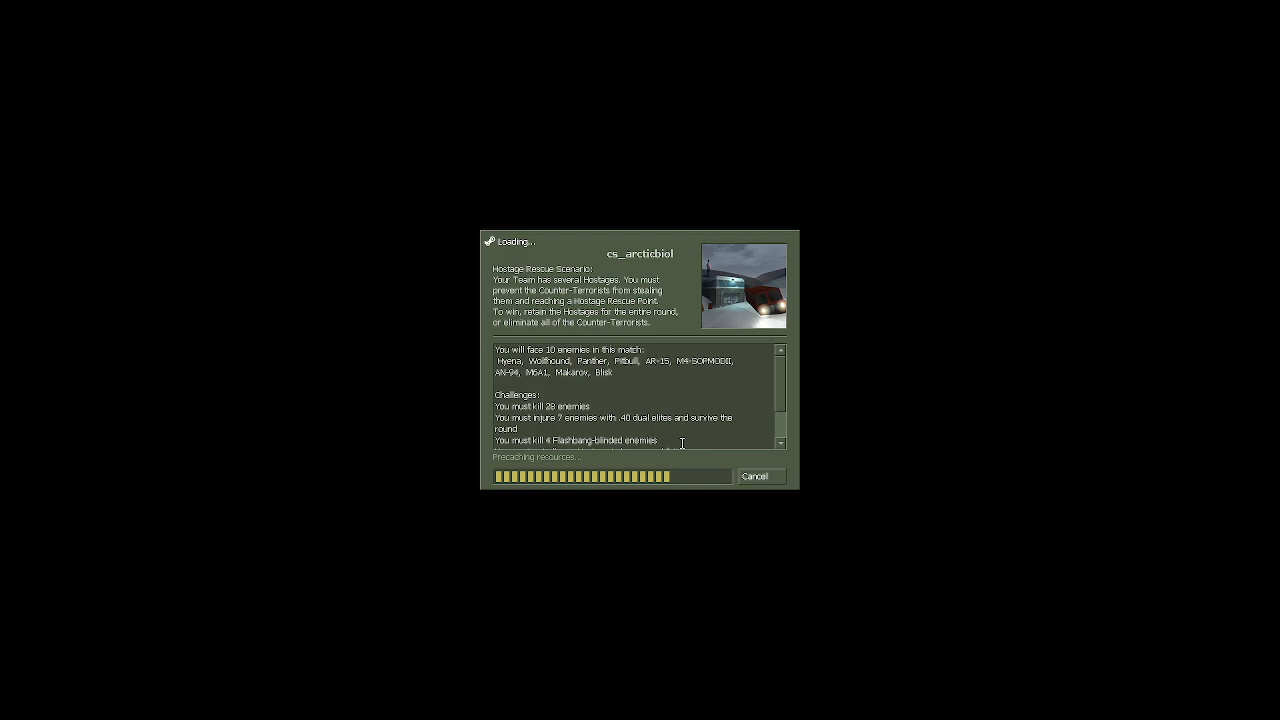 Loading...
cs_arcticbiol
Hostage Rescue Scenario:
Your Team has several Hostages. You must
prevent the Counter-Terrorists from stealing
them and reaching a Hostage Rescue Point.
To win, retain the Hostages for the entire round,
or eliminate all of the Counter-Terrorists.
You will face 10 enemies in this match:
Hyena, Wolfhound, Panther, Pitbull, AR-15, M4-SOPMODII,
AN-94, M6A1, Makarov, Blisk
Challenges:
You must kill 28 enemies
You must injure 7 enemies with .40 dual elites and survive the
round
You must kill 4 Flashbang-blinded enemies
Precaching resources...
Cancel